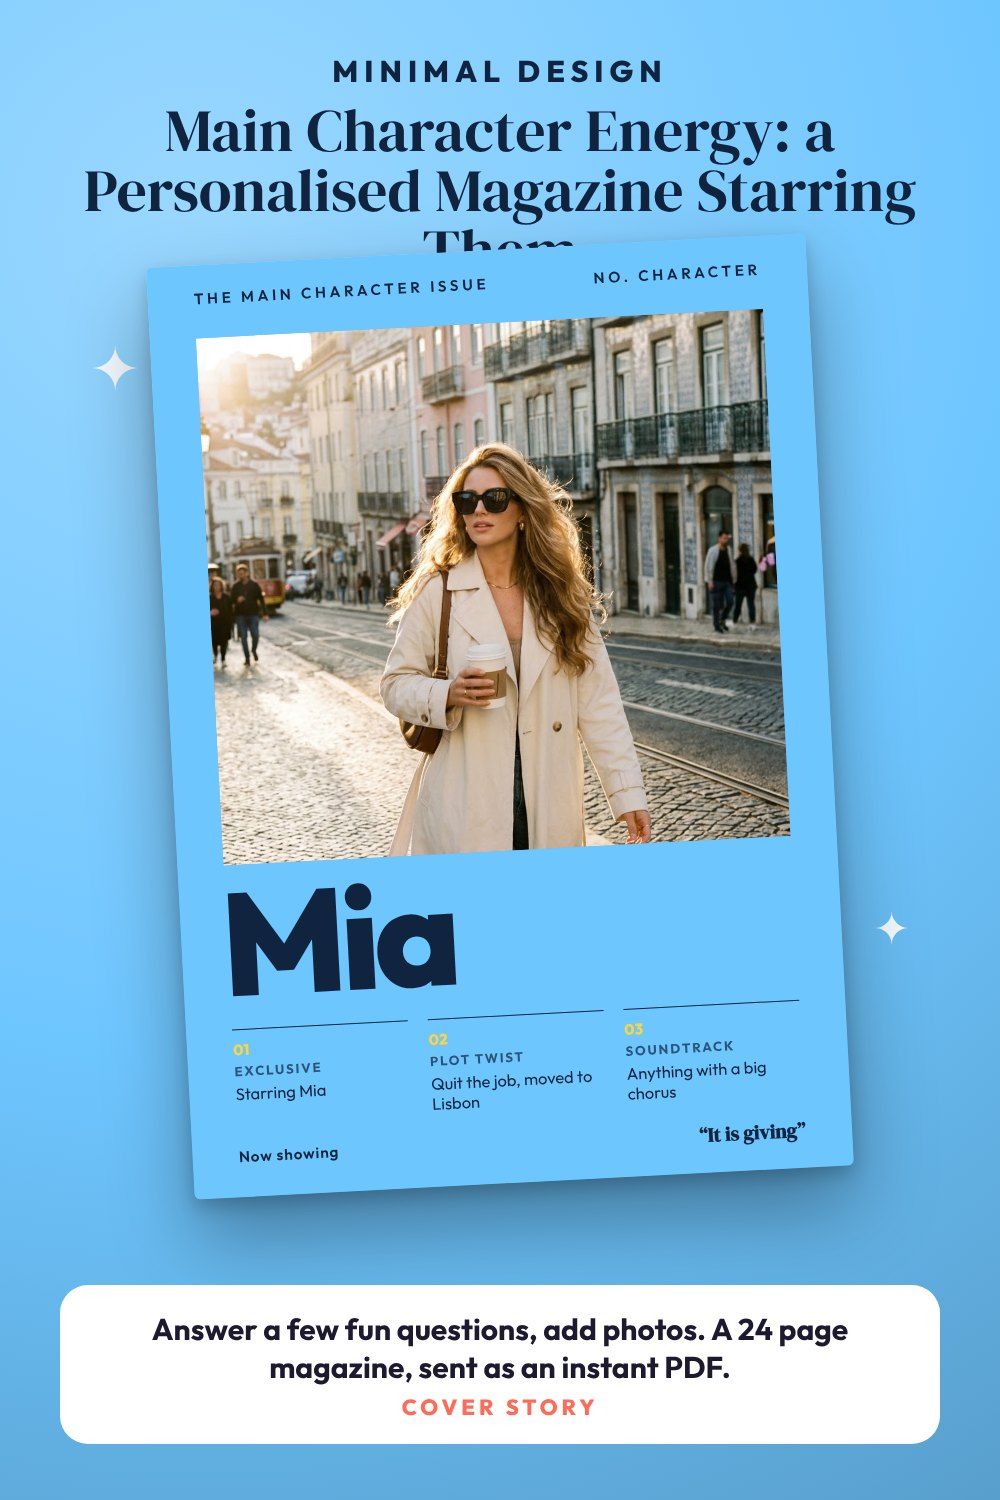 MINIMAL DESIGN
Main Character Energy: a
Personalised Magazine Starring
Them
THE MAIN CHARACTER ISSUE
NO. CHARACTER
Mia
01
EXCLUSIVE
Starring Mia
02
PLOT TWIST
Quit the job, moved to
Lisbon
03
SOUNDTRACK
Anything with a big
chorus
Now showing
“It is giving”
Answer a few fun questions, add photos. A 24 page
magazine, sent as an instant PDF.
COVER STORY